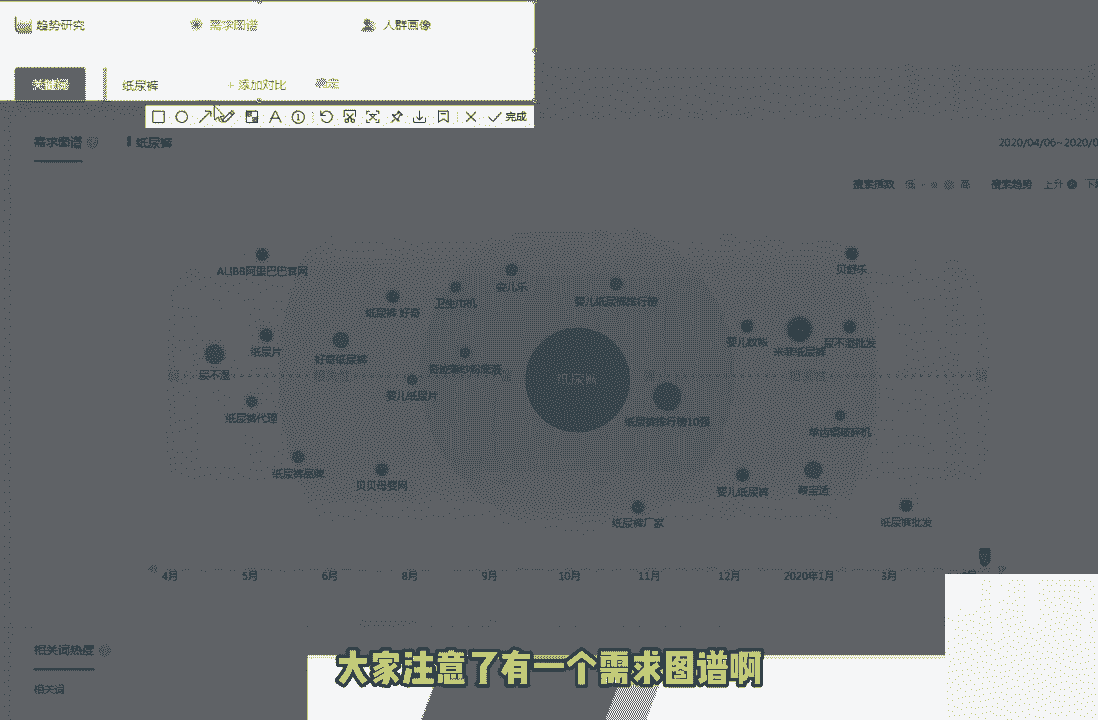 趋势研究 需求图谱 人群画像
关键词 纸尿裤 + 添加对比 确定
完成
需求图谱 纸尿裤 2020/04/06~2020/0
搜索指数 低 高 搜索趋势 上升 下
ALIBB阿里巴巴官网 婴儿乐 贝舒乐
卫生巾机 婴儿纸尿裤排行榜
纸尿裤 好奇
纸尿片 好奇纸尿裤 婴儿蚊帐 米菲纸尿裤 尿不湿批发
尿不湿 相关性 纸尿裤 相关性
婴儿纸尿片
纸尿裤代理 纸尿裤排行榜10强
单齿辊破碎机
纸尿裤品牌 贝贝母婴网 婴儿纸尿裤 帮宝适
纸尿裤厂家 纸尿裤批发
4月 5月 6月 8月 9月 10月 11月 12月 2020年1月 3月
相关词热度
相关词
大家注意了有一个需求图谱啊